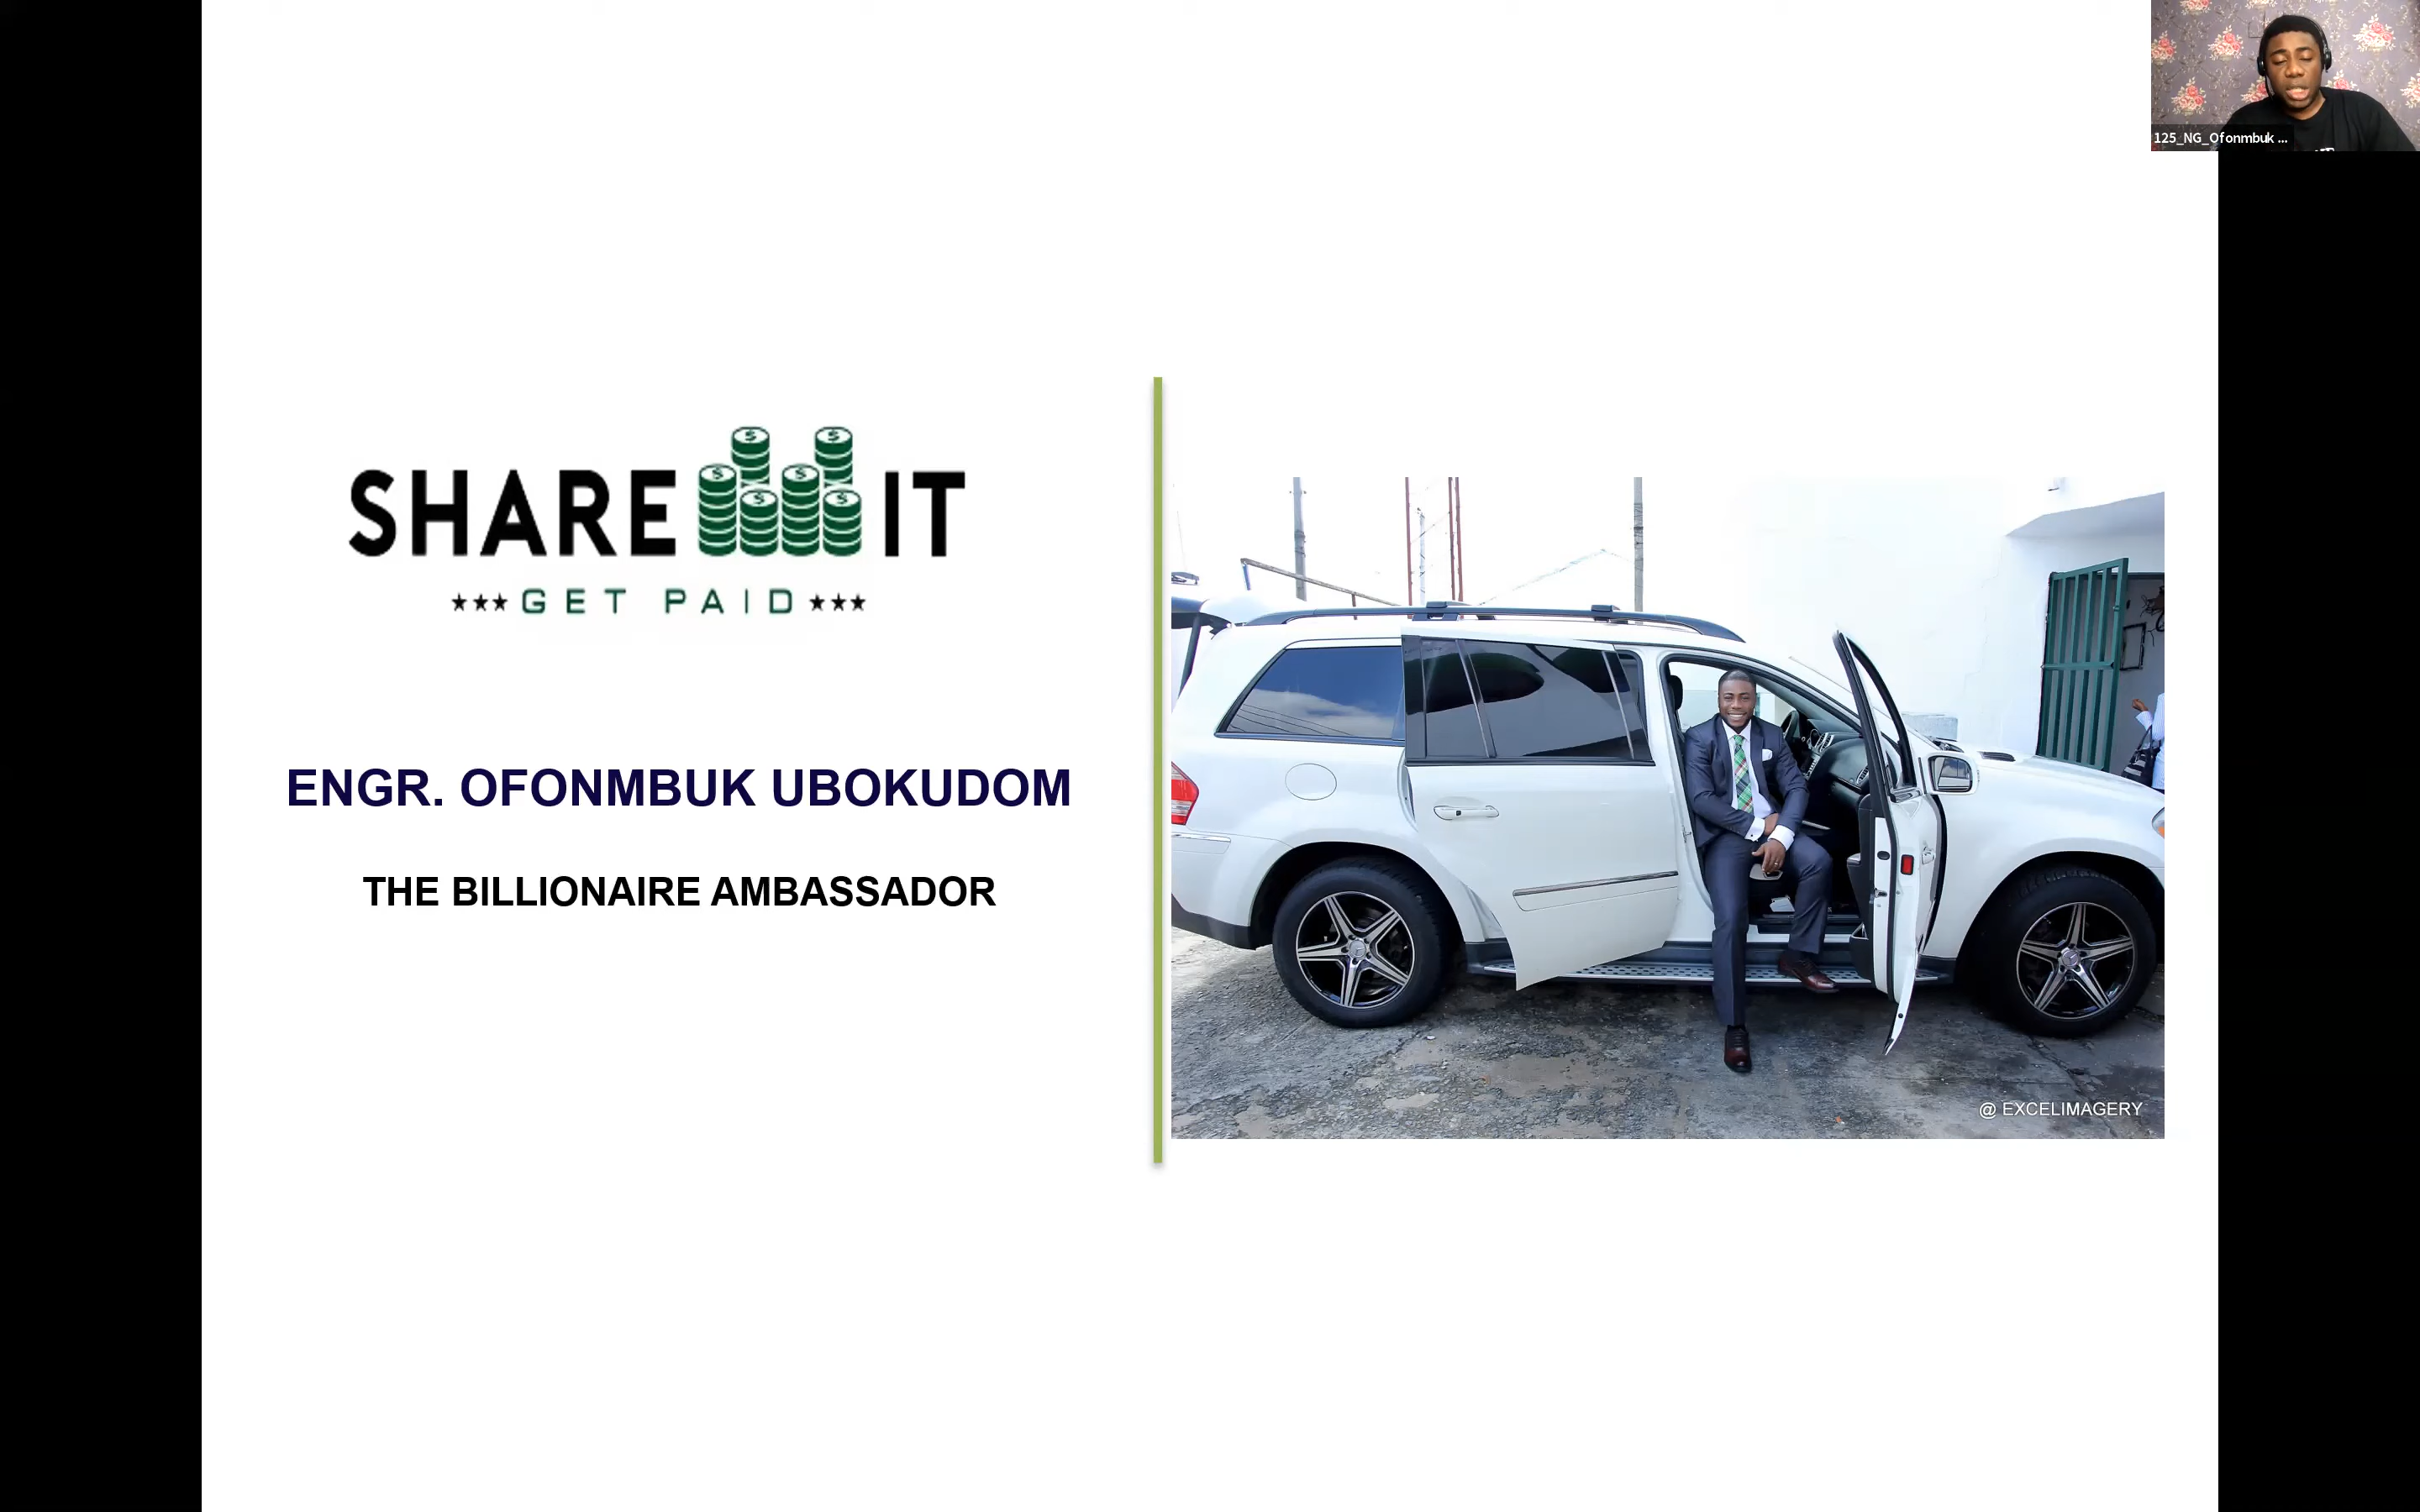 125_NG_Ofonmbuk ...
SHARE IT
***GET PAID***
ENGR. OFONMBUK UBOKUDOM
THE BILLIONAIRE AMBASSADOR
@ EXCELIMAGERY